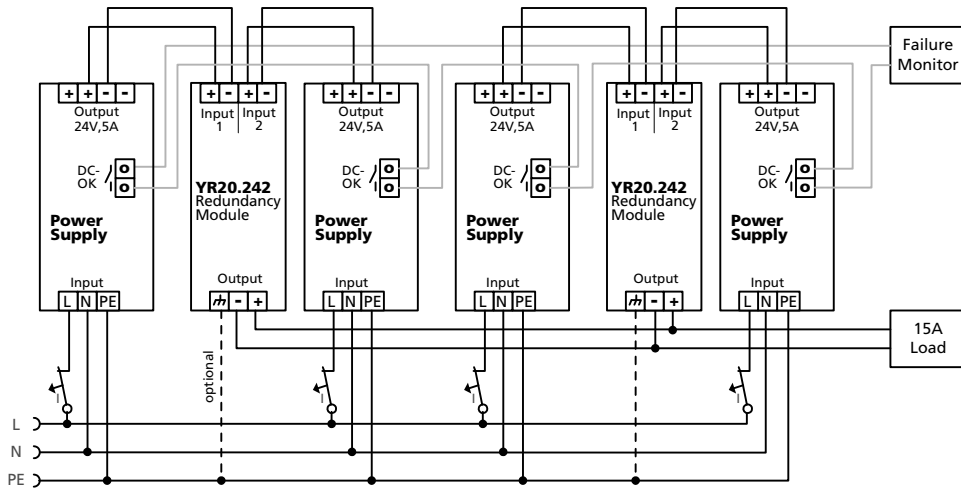 Failure
Monitor
+ + - -
Output
24V,5A
DC-
OK
Power
Supply
Input
L N PE
+ - + -
Input
1
Input
2
YR20.242
Redundancy
Module
Output
- +
optional
+ + - -
Output
24V,5A
DC-
OK
Power
Supply
Input
L N PE
+ + - -
Output
24V,5A
DC-
OK
Power
Supply
Input
L N PE
+ - + -
Input
1
Input
2
YR20.242
Redundancy
Module
Output
- +
+ + - -
Output
24V,5A
DC-
OK
Power
Supply
Input
L N PE
15A
Load
I
I
I
I
L
N
PE